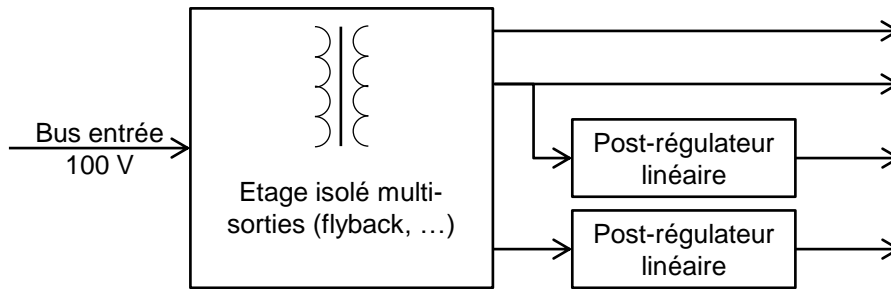 Bus entrée
100 V
Etage isolé multi-
sorties (flyback, …)
Post-régulateur
linéaire
Post-régulateur
linéaire